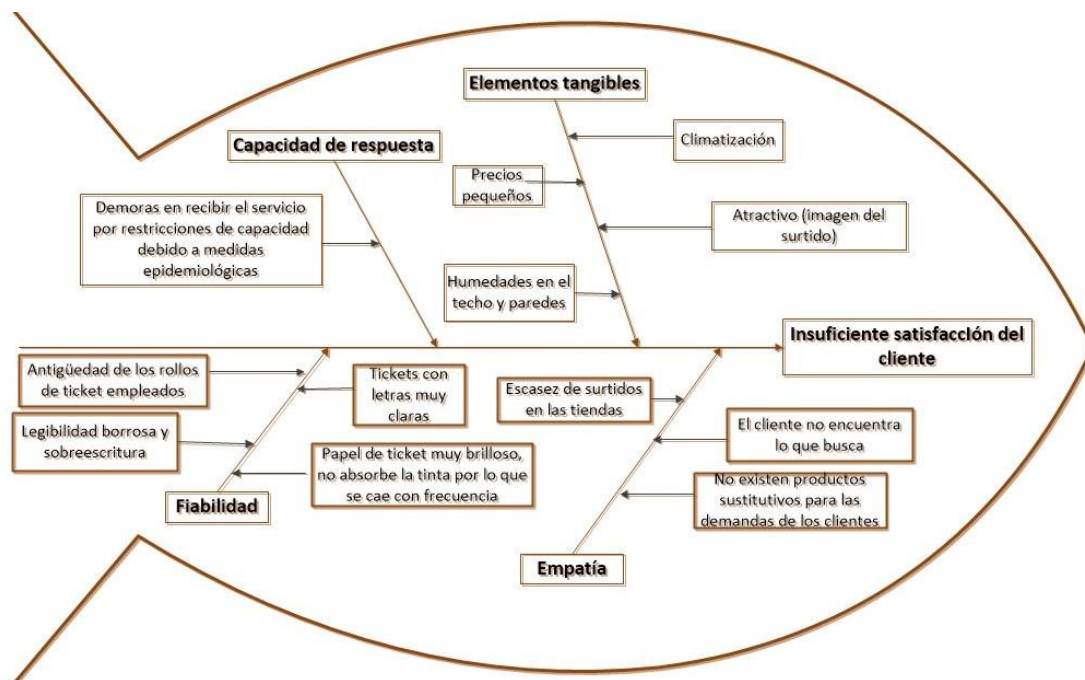 Elementos tangibles
Climatización
Capacidad de respuesta
Precios
pequeños
Demoras en recibir el servicio
por restricciones de capacidad
debido a medidas
epidemiológicas
Atractivo (imagen del
surtido)
Humedades en el
techo y paredes
Insuficiente satisfacción del
cliente
Antigüedad de los rollos
de ticket empleados
Tickets con
letras muy
claras
Escasez de surtidos
en las tiendas
Legibilidad borrosa y
sobreescritura
El cliente no encuentra
lo que busca
Papel de ticket muy brilloso,
no absorbe la tinta por lo que
se cae con frecuencia
No existen productos
sustitutivos para las
demandas de los clientes
Fiabilidad
Empatía